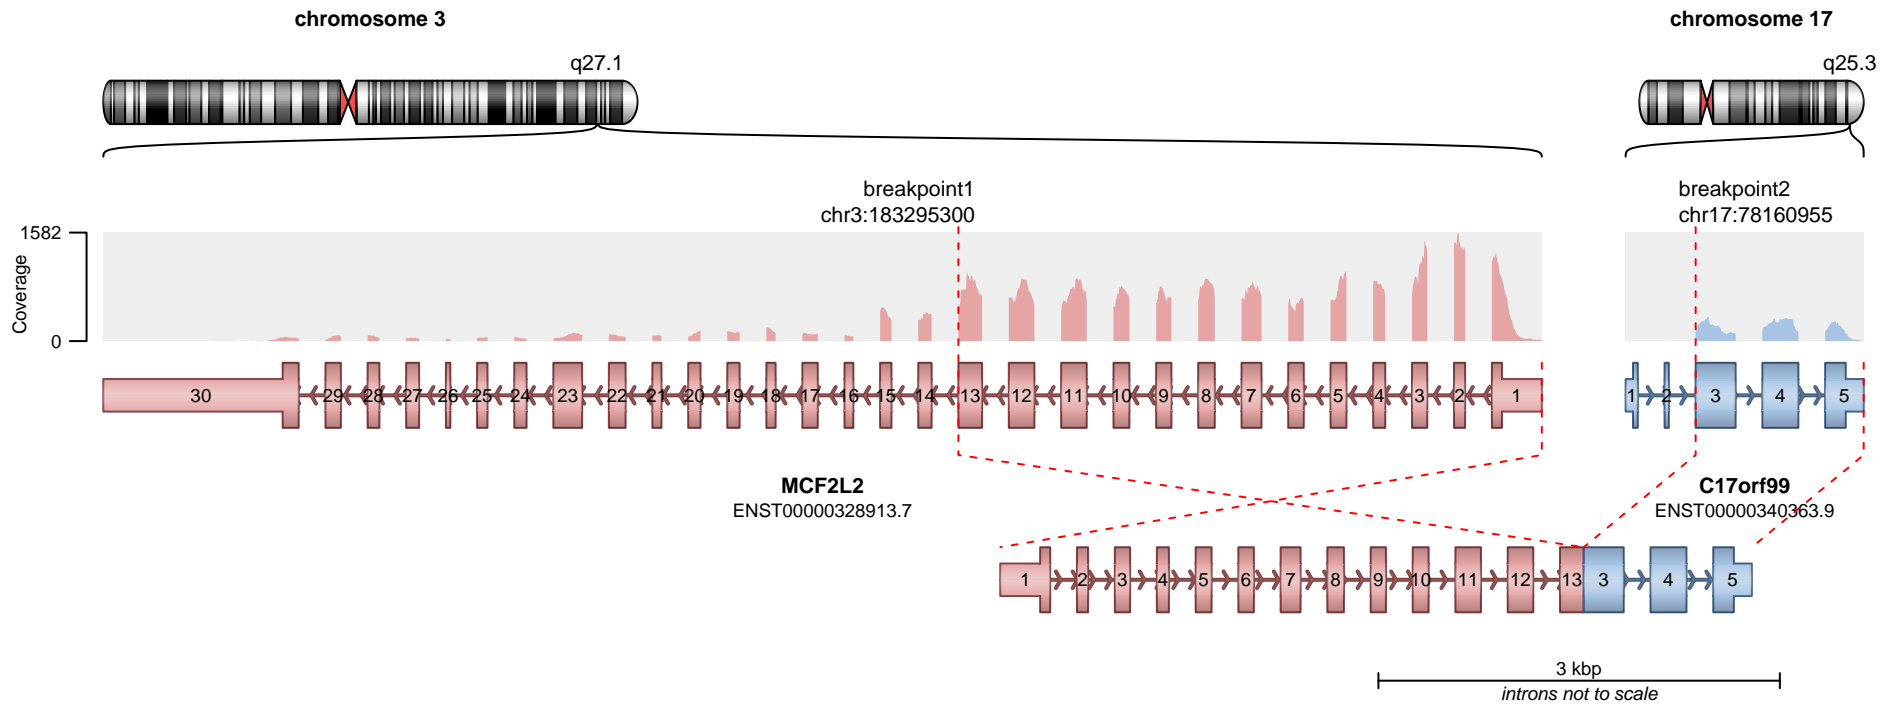 chromosome 3
chromosome 17
q27.1
q25.3
breakpoint1
chr3:183295300
breakpoint2
chr17:78160955
1582
Coverage
0
30 29 28 27 26 25 24 23 22 21 20 19 18 17 16 15 14 13 12 11 10 9 8 7 6 5 4 3 2 1
1 2 3 4 5
MCF2L2
ENST00000328913.7
C17orf99
ENST00000340363.9
1 2 3 4 5 6 7 8 9 10 11 12 13 3 4 5
3 kbp
introns not to scale